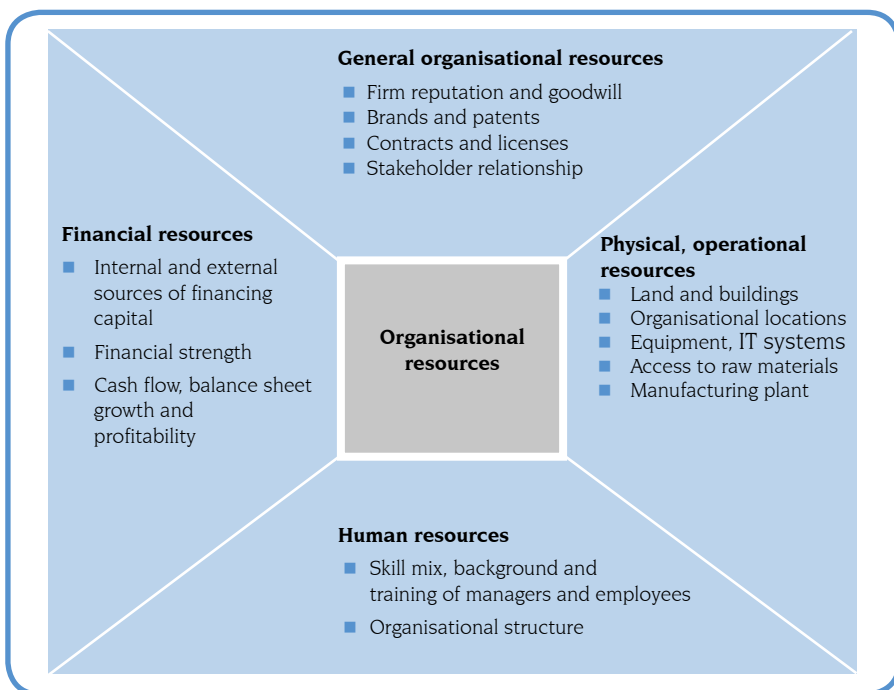 General organisational resources
Firm reputation and goodwill
Brands and patents
Contracts and licenses
Stakeholder relationship
Financial resources
Internal and external
sources of financing
capital
Financial strength
Cash flow, balance sheet
growth and
profitability
Organisational
resources
Physical, operational
resources
Land and buildings
Organisational locations
Equipment, IT systems
Access to raw materials
Manufacturing plant
Human resources
Skill mix, background and
training of managers and employees
Organisational structure